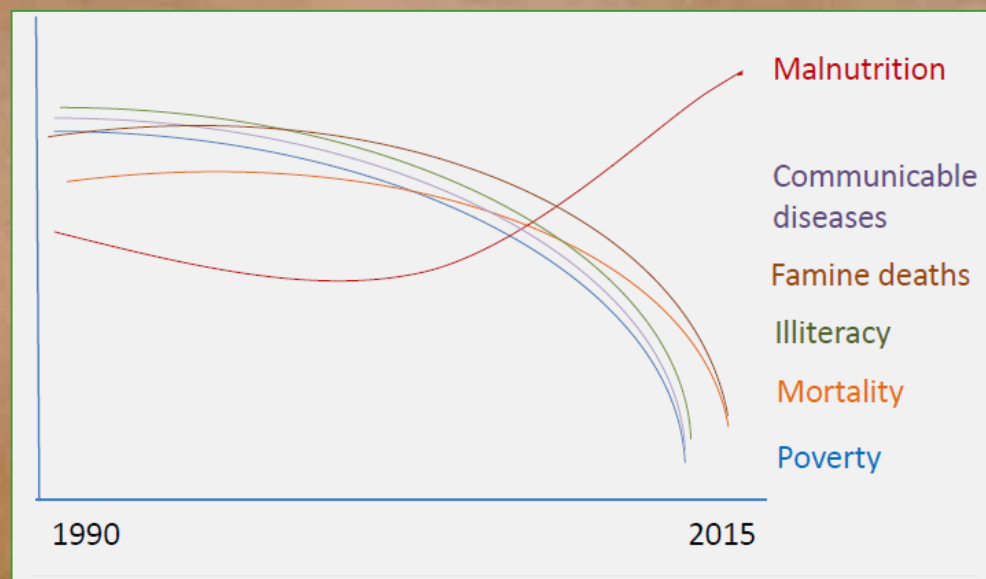 Malnutrition
Communicable
diseases
Famine deaths
Illiteracy
Mortality
Poverty
1990
2015